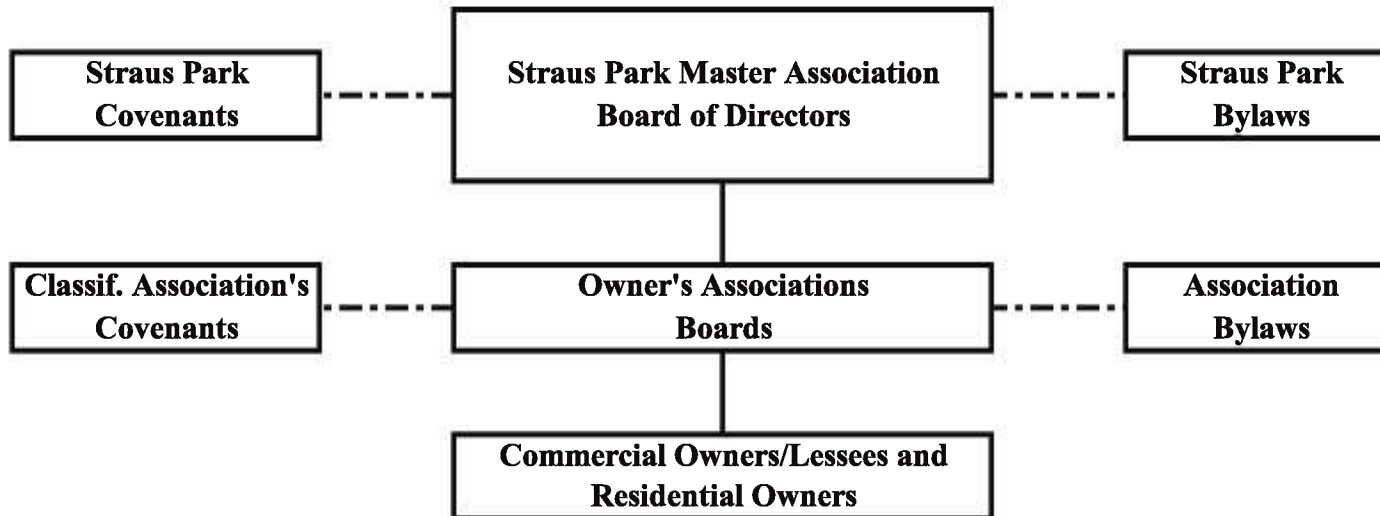 Straus Park
Covenants
Straus Park Master Association
Board of Directors
Straus Park
Bylaws
Classif. Association's
Covenants
Owner's Associations
Boards
Association
Bylaws
Commercial Owners/Lessees and
Residential Owners